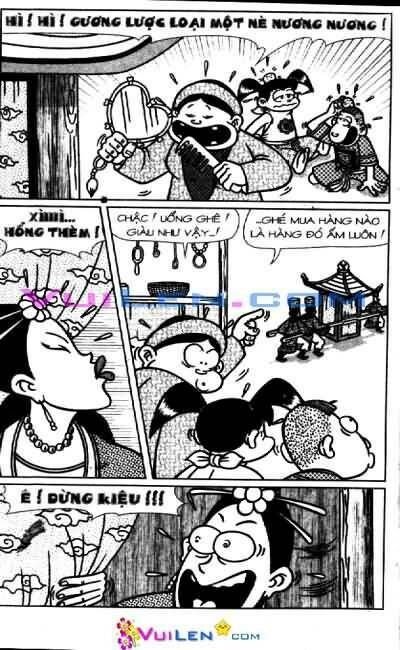 HÌ! HÌ! GƯƠNG LƯỢC LOẠI MỘT NÈ NƯƠNG NƯƠNG!
XÌIIIÌ...
HỔNG THÈM!
CHẬC! UỔNG GHÊ!
GIÀU NHƯ VẬY...!
...GHÉ MUA HÀNG NÀO
LÀ HÀNG ĐÓ ẤM LUÔN!
VUILEN.COM
Ê! DỪNG KIỆU!!!
VUILEN.COM